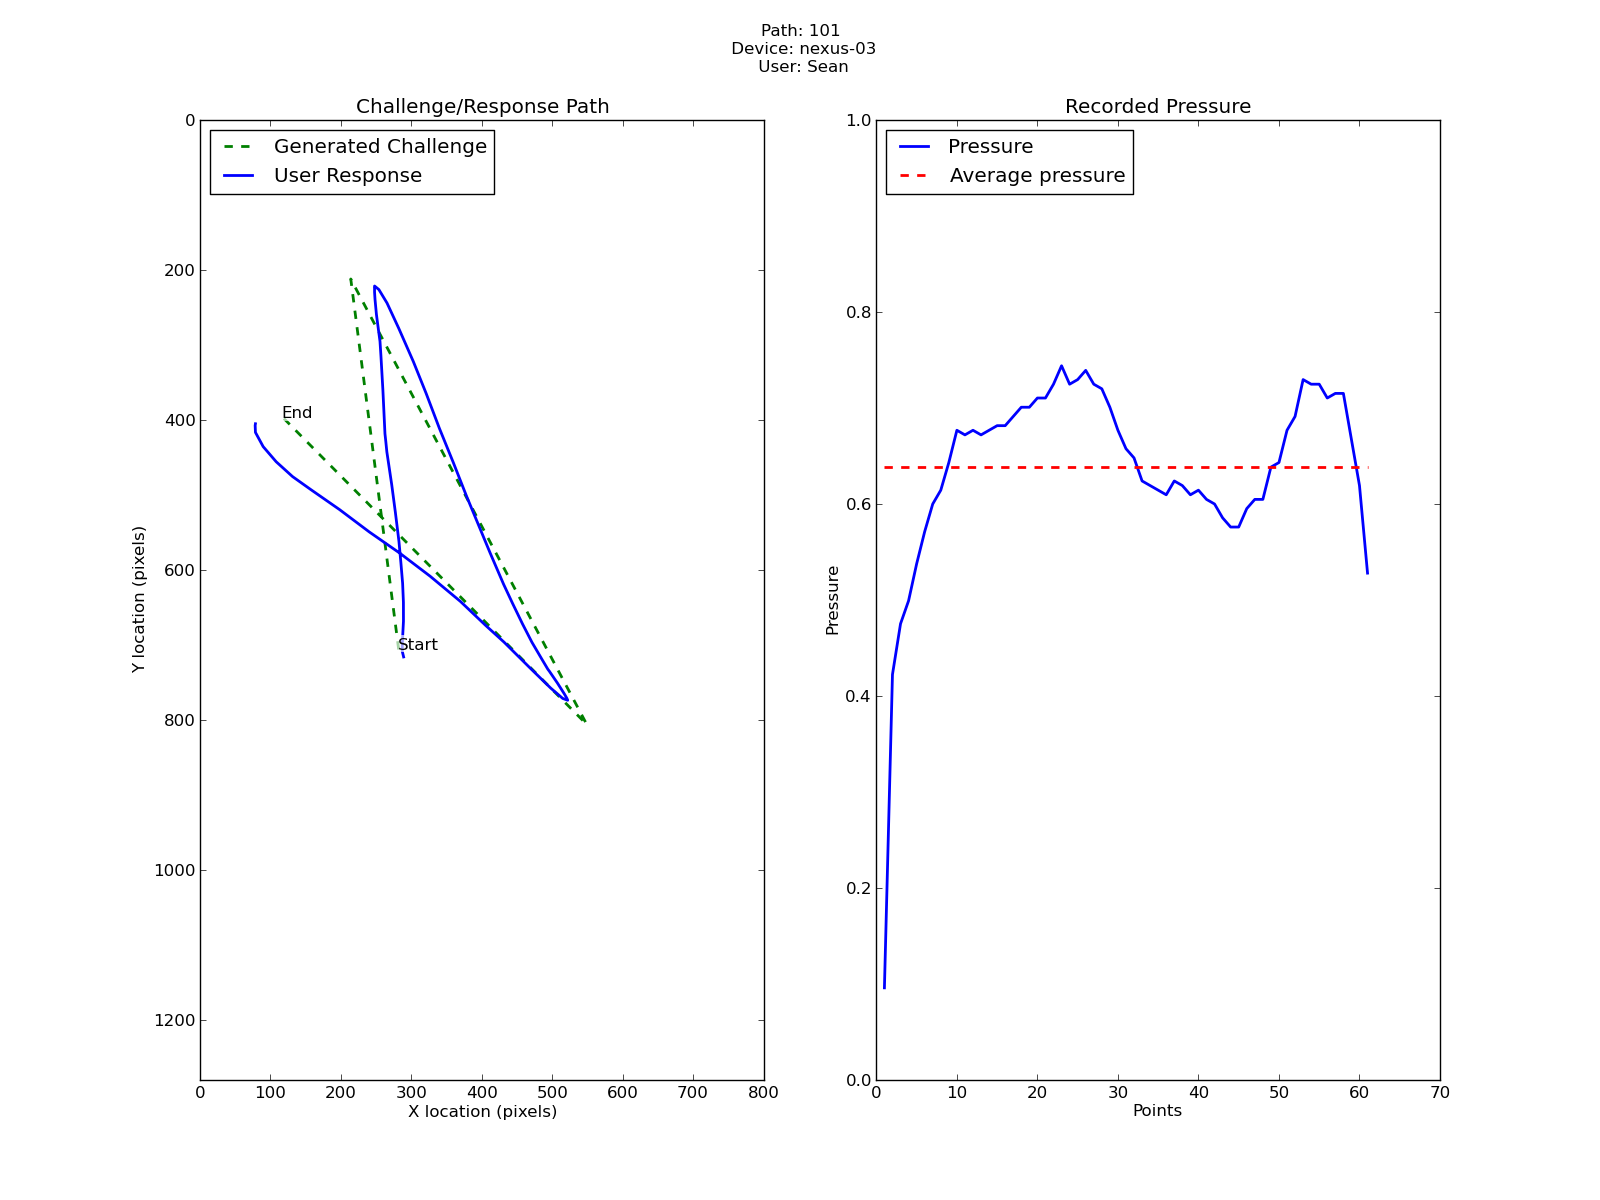 Path: 101
Device: nexus-03
User: Sean
Challenge/Response Path
Generated Challenge
User Response
0
200
400
600
800
1000
1200
Y location (pixels)
End
Start
0 100 200 300 400 500 600 700 800
X location (pixels)
Recorded Pressure
Pressure
Average pressure
1.0
0.8
0.6
0.4
0.2
0.0
Pressure
0 10 20 30 40 50 60 70
Points